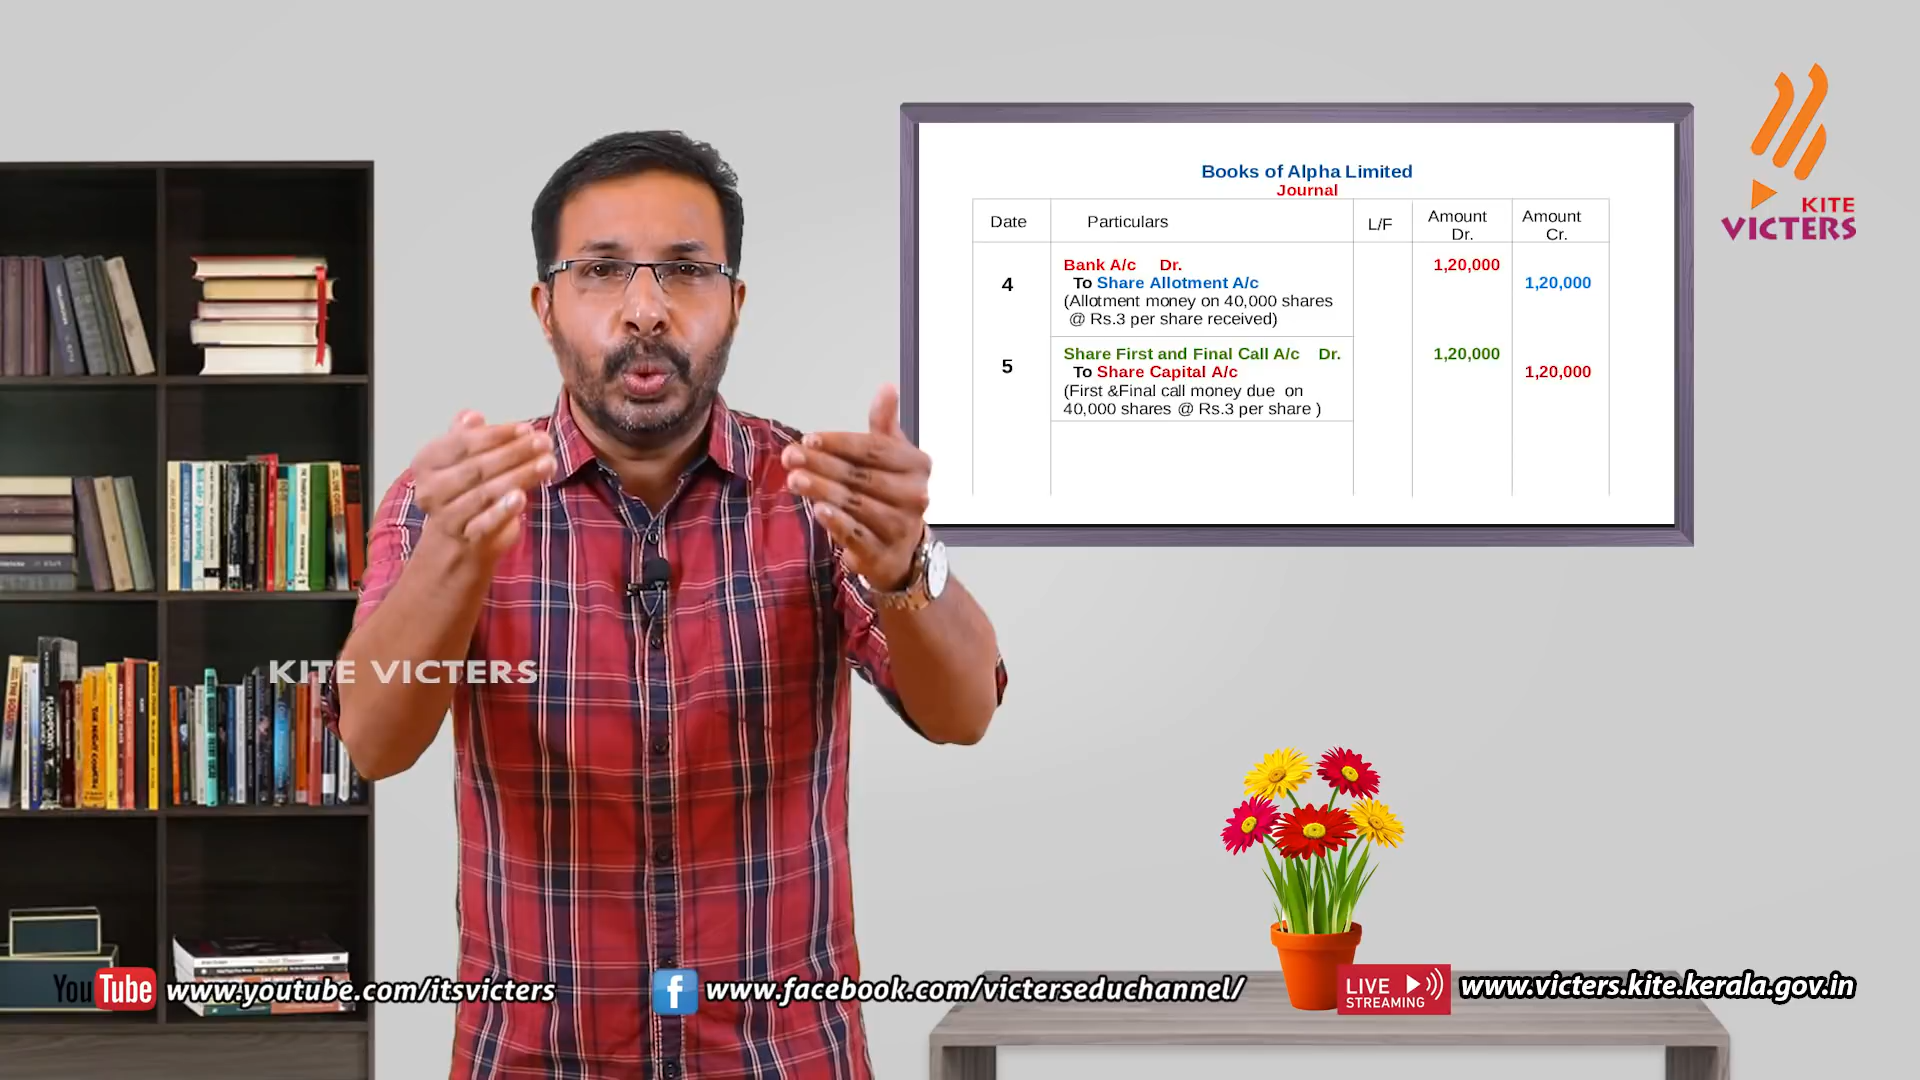 Books of Alpha Limited
Journal
Date Particulars L/F Amount Dr. Amount Cr.
4 Bank A/c Dr. 1,20,000
To Share Allotment A/c 1,20,000
(Allotment money on 40,000 shares
@ Rs.3 per share received)
5 Share First and Final Call A/c Dr. 1,20,000
To Share Capital A/c 1,20,000
(First &Final call money due on
40,000 shares @ Rs.3 per share )
KITE
VICTERS
KITE VICTERS
YouTube www.youtube.com/itsvicters
f www.facebook.com/victerseduchannel/
LIVE STREAMING www.victers.kite.kerala.gov.in